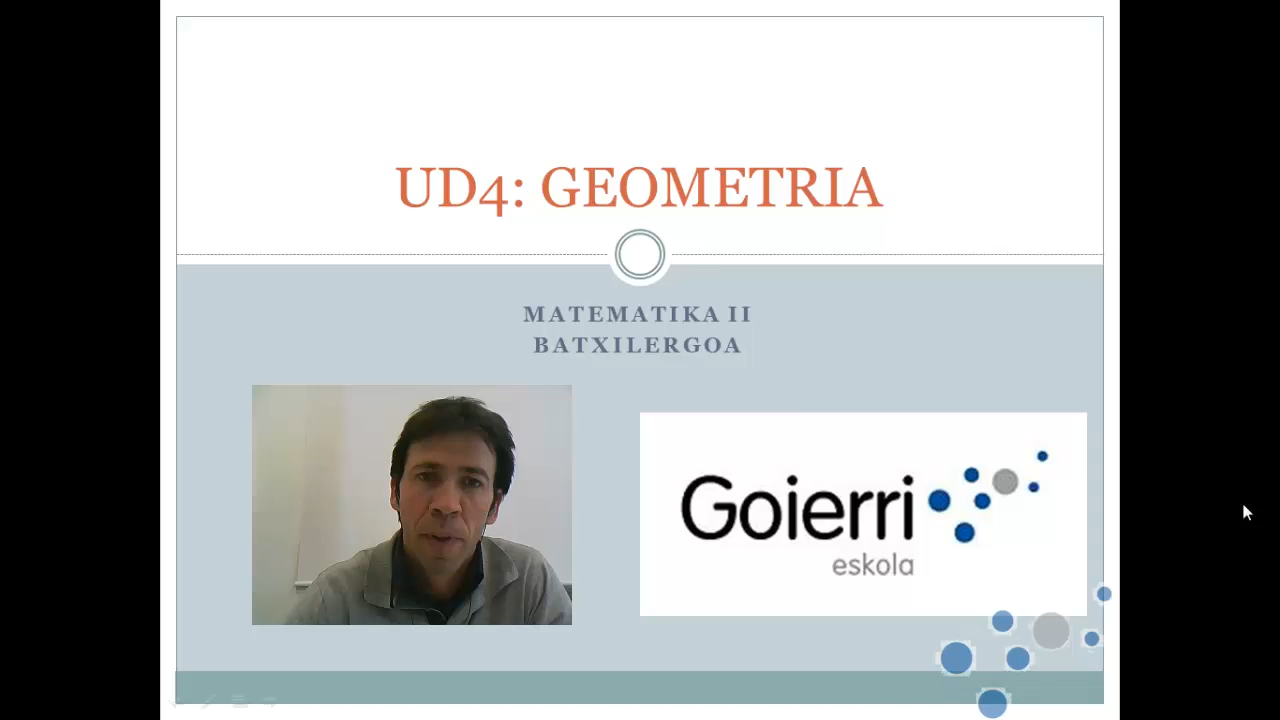 UD4: GEOMETRIA
MATEMATIKA II
BATXILERGOA
Goierri
eskola